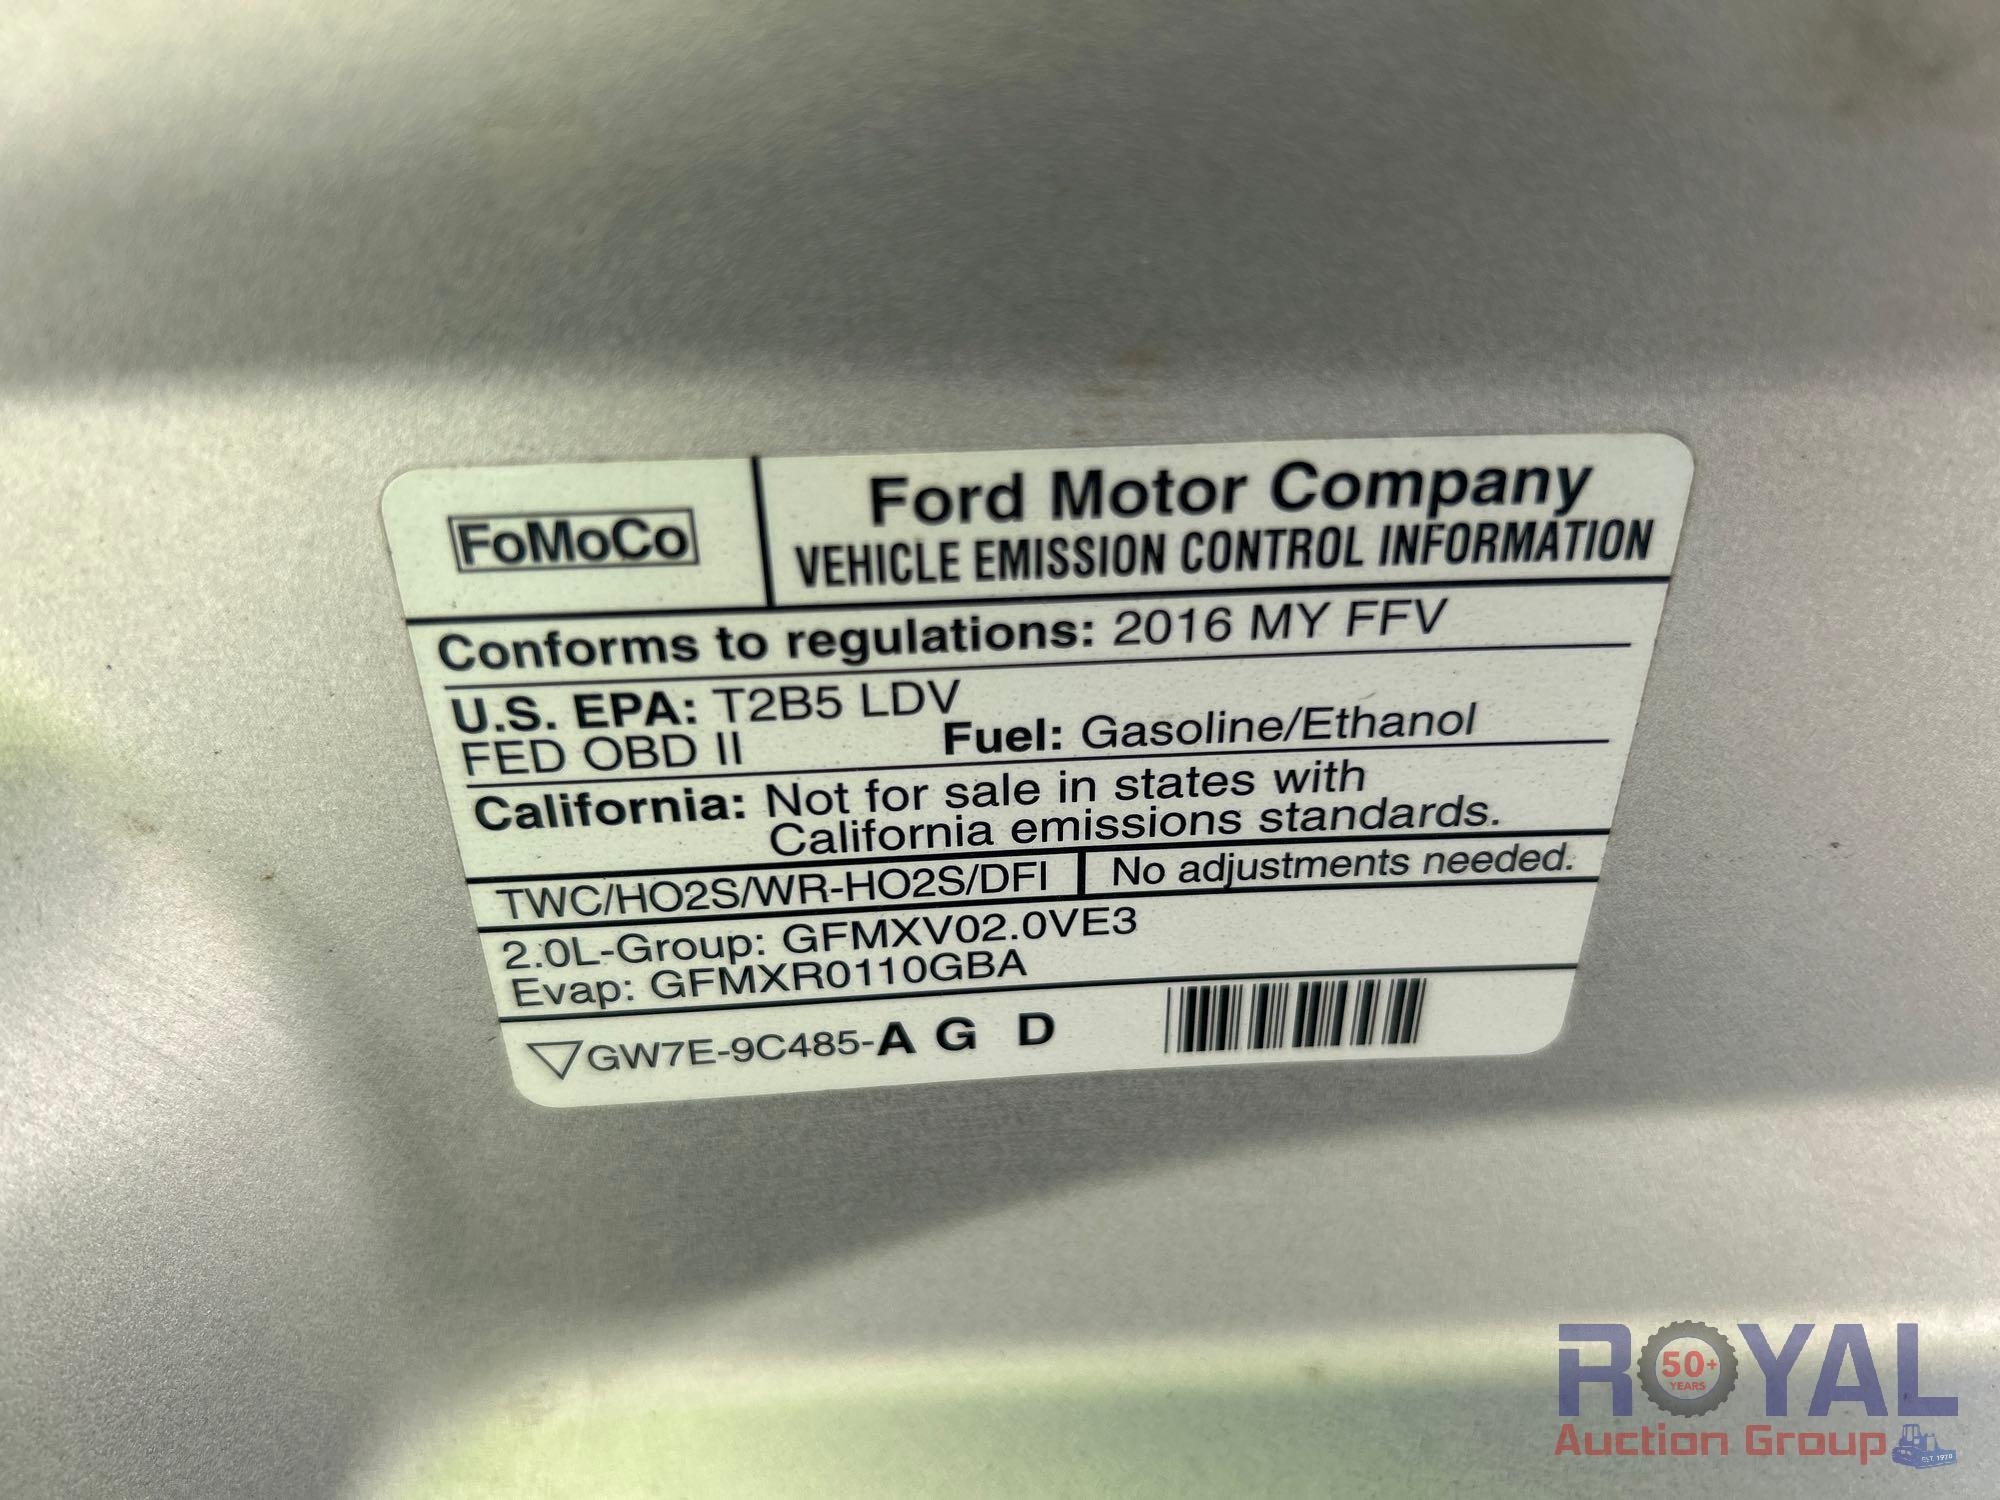 FoMoCo
Ford Motor Company
VEHICLE EMISSION CONTROL INFORMATION
Conforms to regulations: 2016 MY FFV
U.S. EPA: T2B5 LDV
FED OBD II Fuel: Gasoline/Ethanol
California: Not for sale in states with
California emissions standards.
TWC/HO2S/WR-HO2S/DFI No adjustments needed.
2.0L-Group: GFMXV02.0VE3
Evap: GFMXR0110GBA
GW7E-9C485-A G D
ROYAL
50+
YEARS
Auction Group
EST. 1970